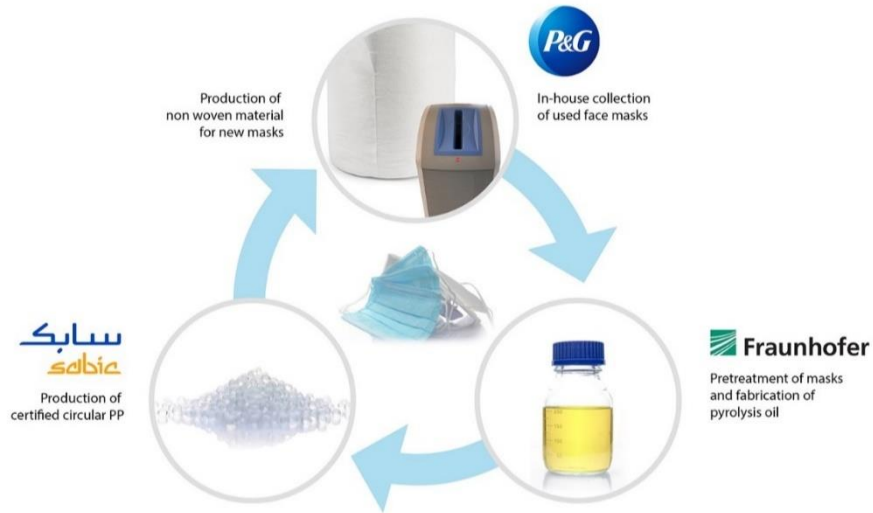 P&G
Production of
non woven material
for new masks
In-house collection
of used face masks
سابک
sabic
Production of
certified circular PP
Fraunhofer
Pretreatment of masks
and fabrication of
pyrolysis oil